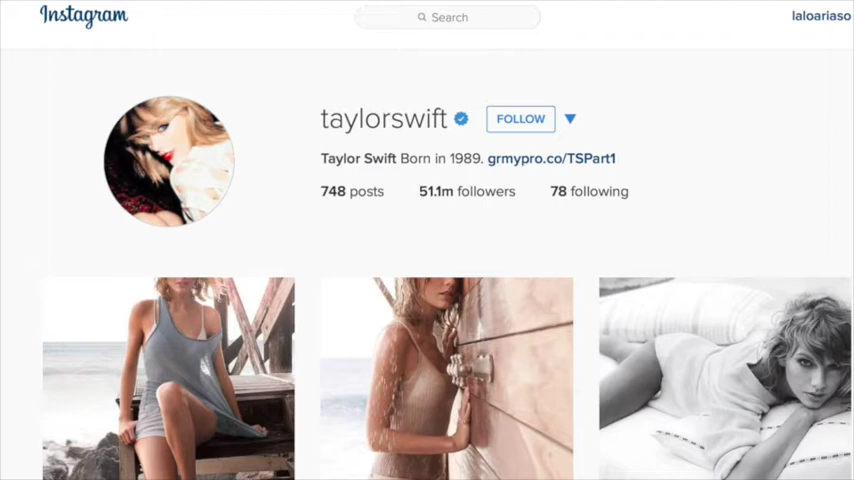 Instagram
Search
laloariaso
taylorswift
FOLLOW
Taylor Swift Born in 1989. grmypro.co/TSPart1
748 posts 51.1m followers 78 following